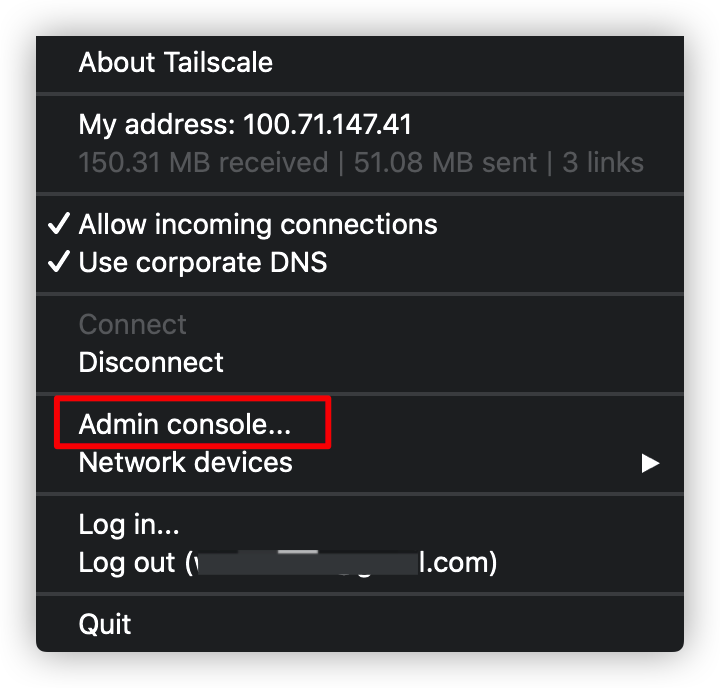 About Tailscale
My address: 100.71.147.41
150.31 MB received | 51.08 MB sent | 3 links
✓ Allow incoming connections
✓ Use corporate DNS
Connect
Disconnect
Admin console...
Network devices ▶
Log in...
Log out (l.com)
Quit